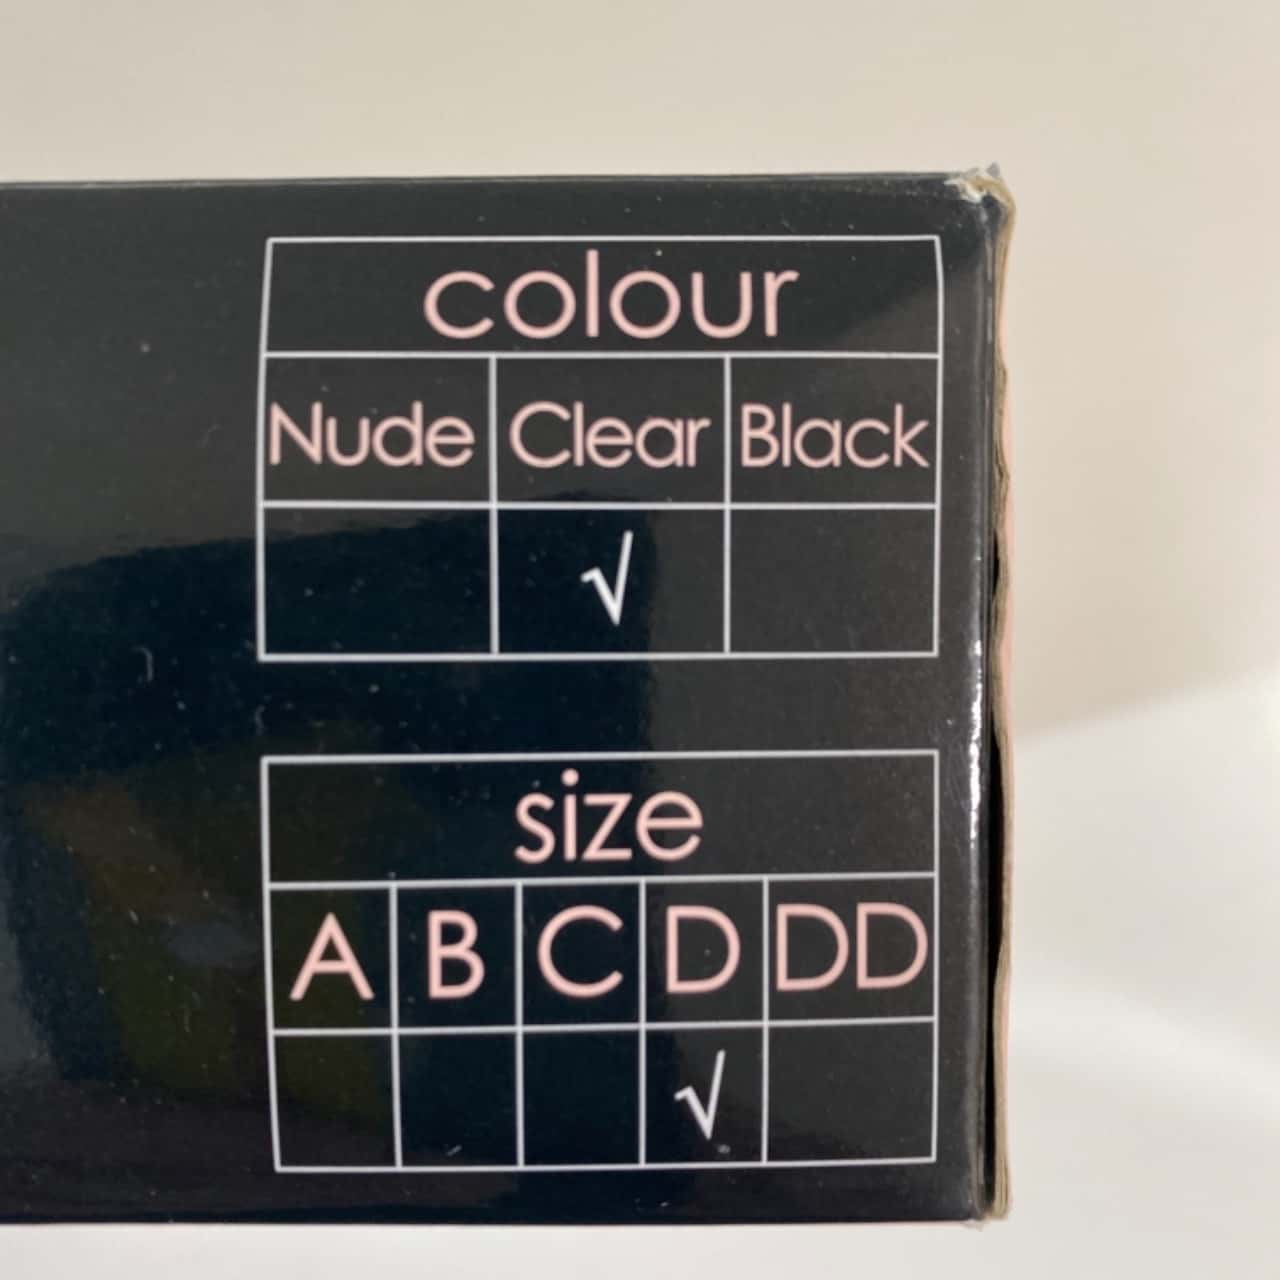 colour
Nude Clear Black
√
size
A B C D DD
√